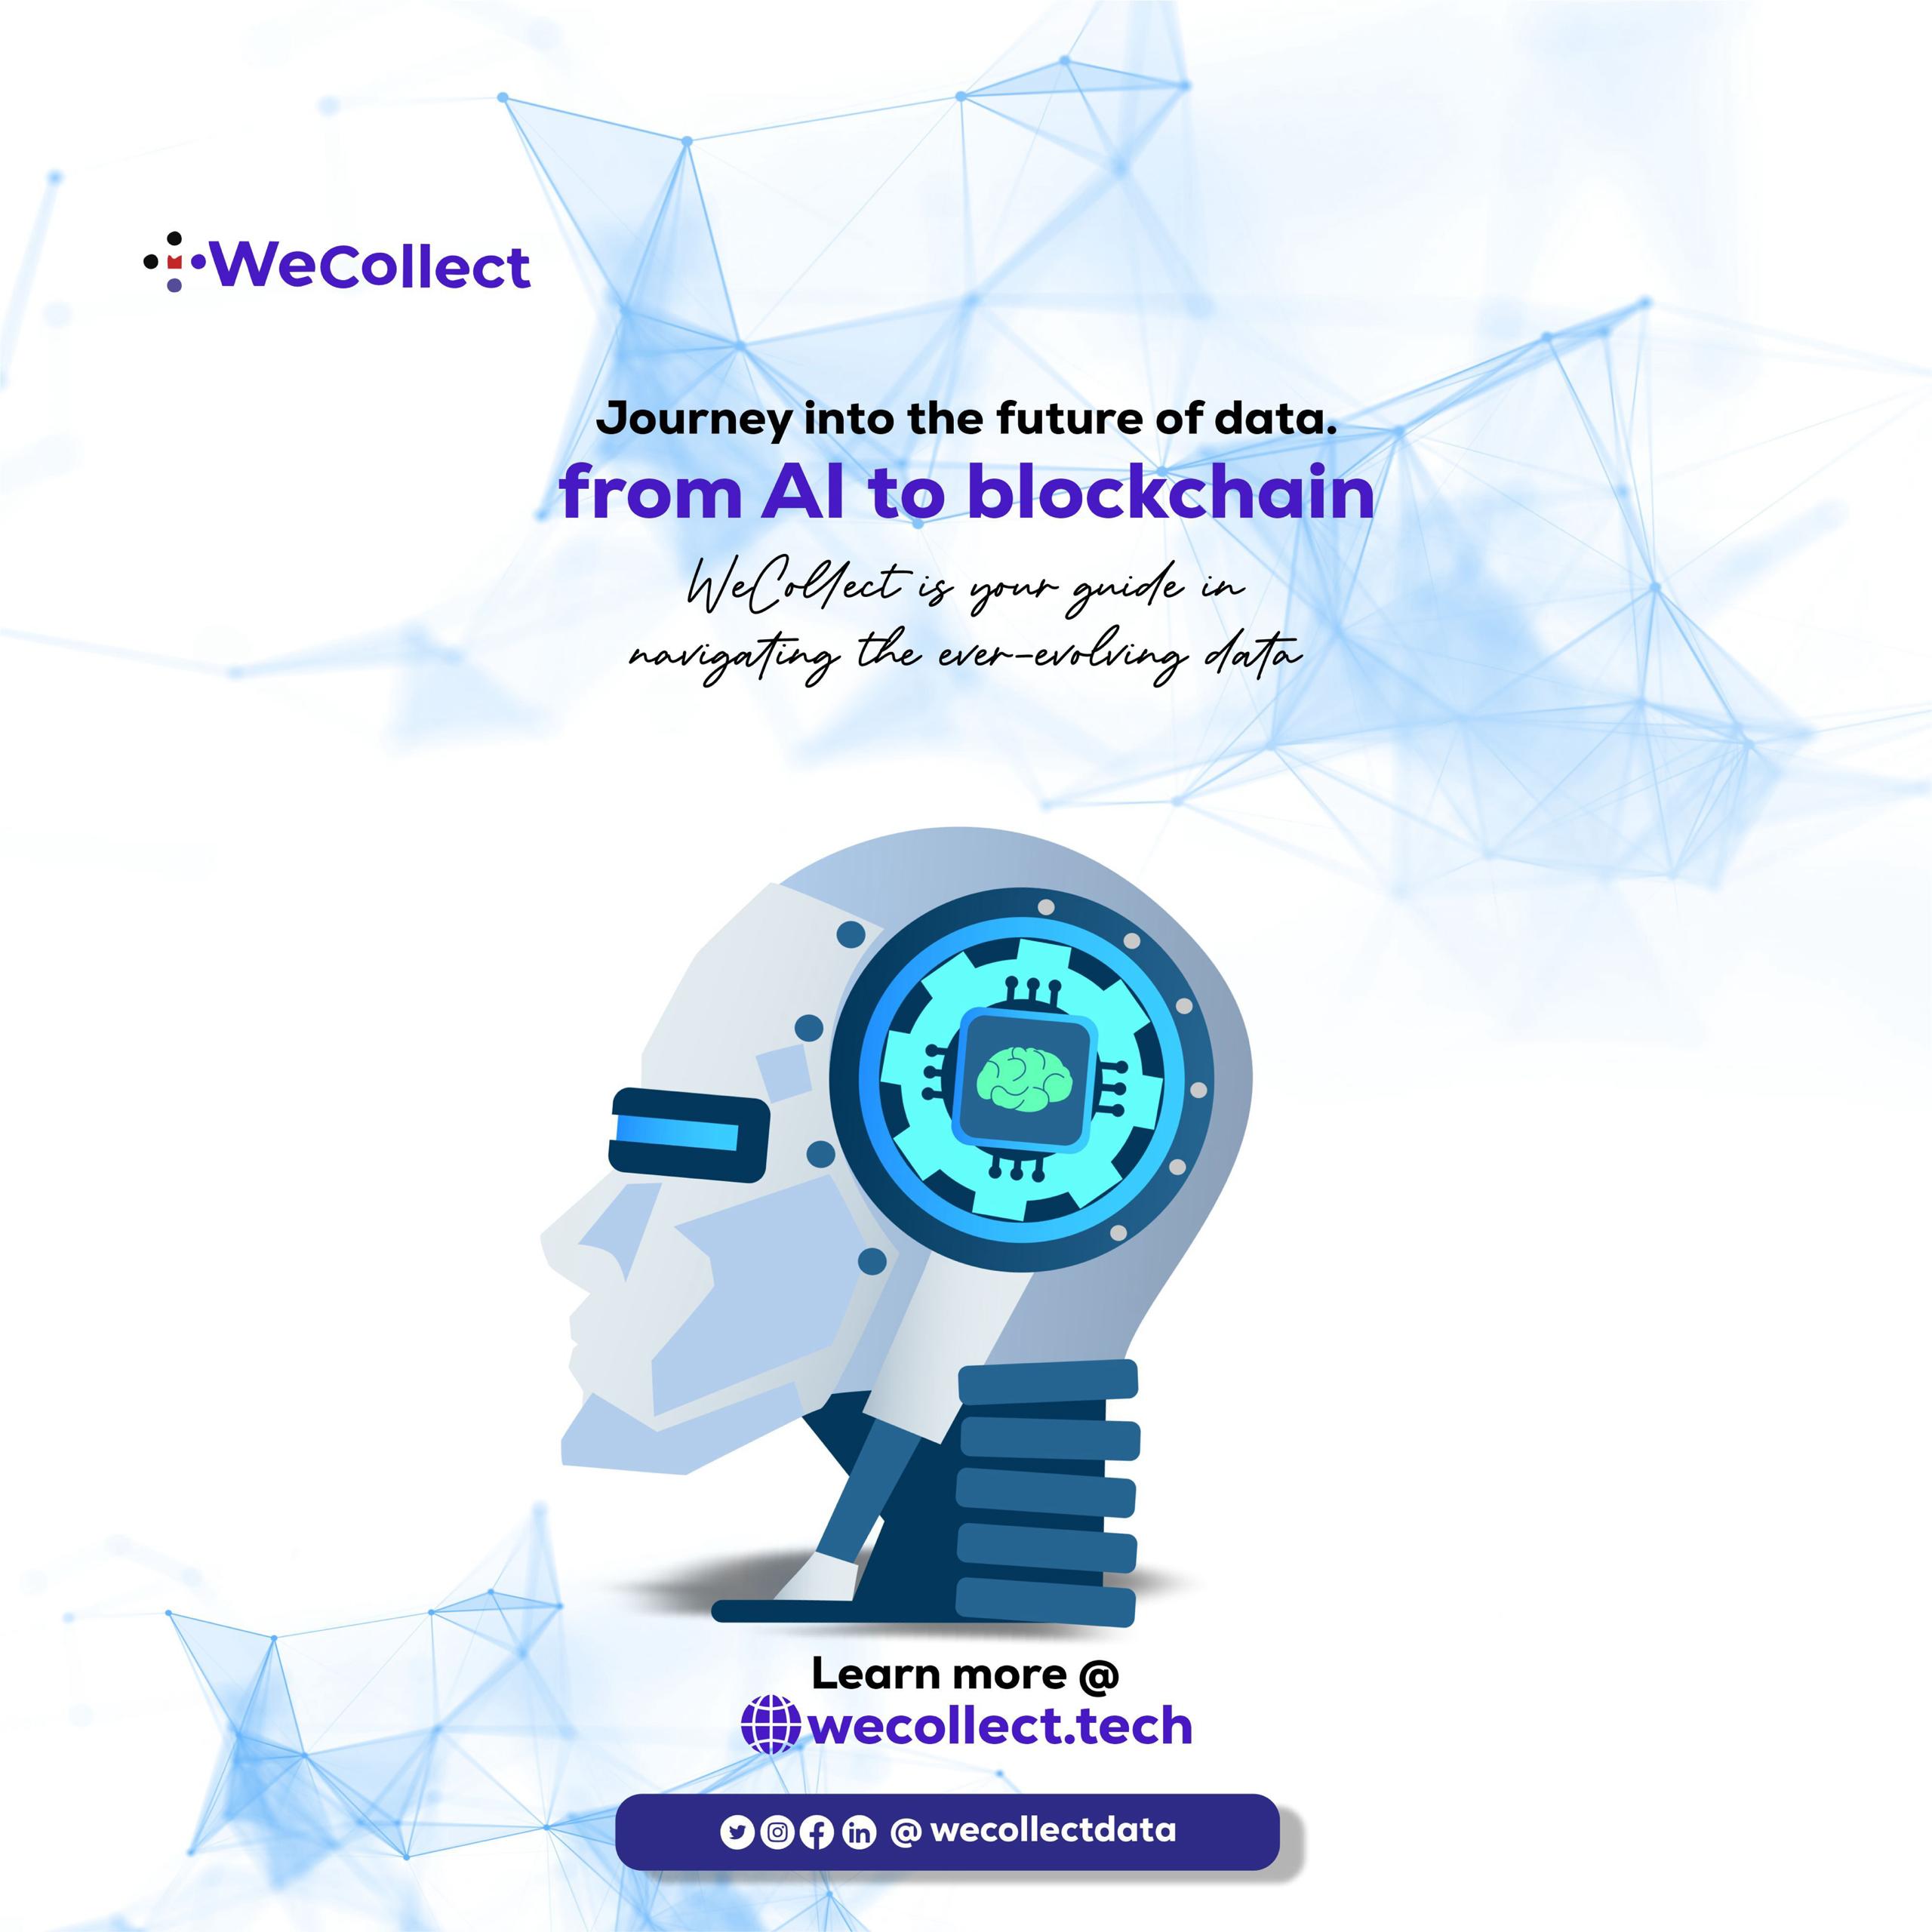 WeCollect
Journey into the future of data.
from AI to blockchain
WeCollect is your guide in
navigating the ever-evolving data
Learn more @
wecollect.tech
@ wecollectdata